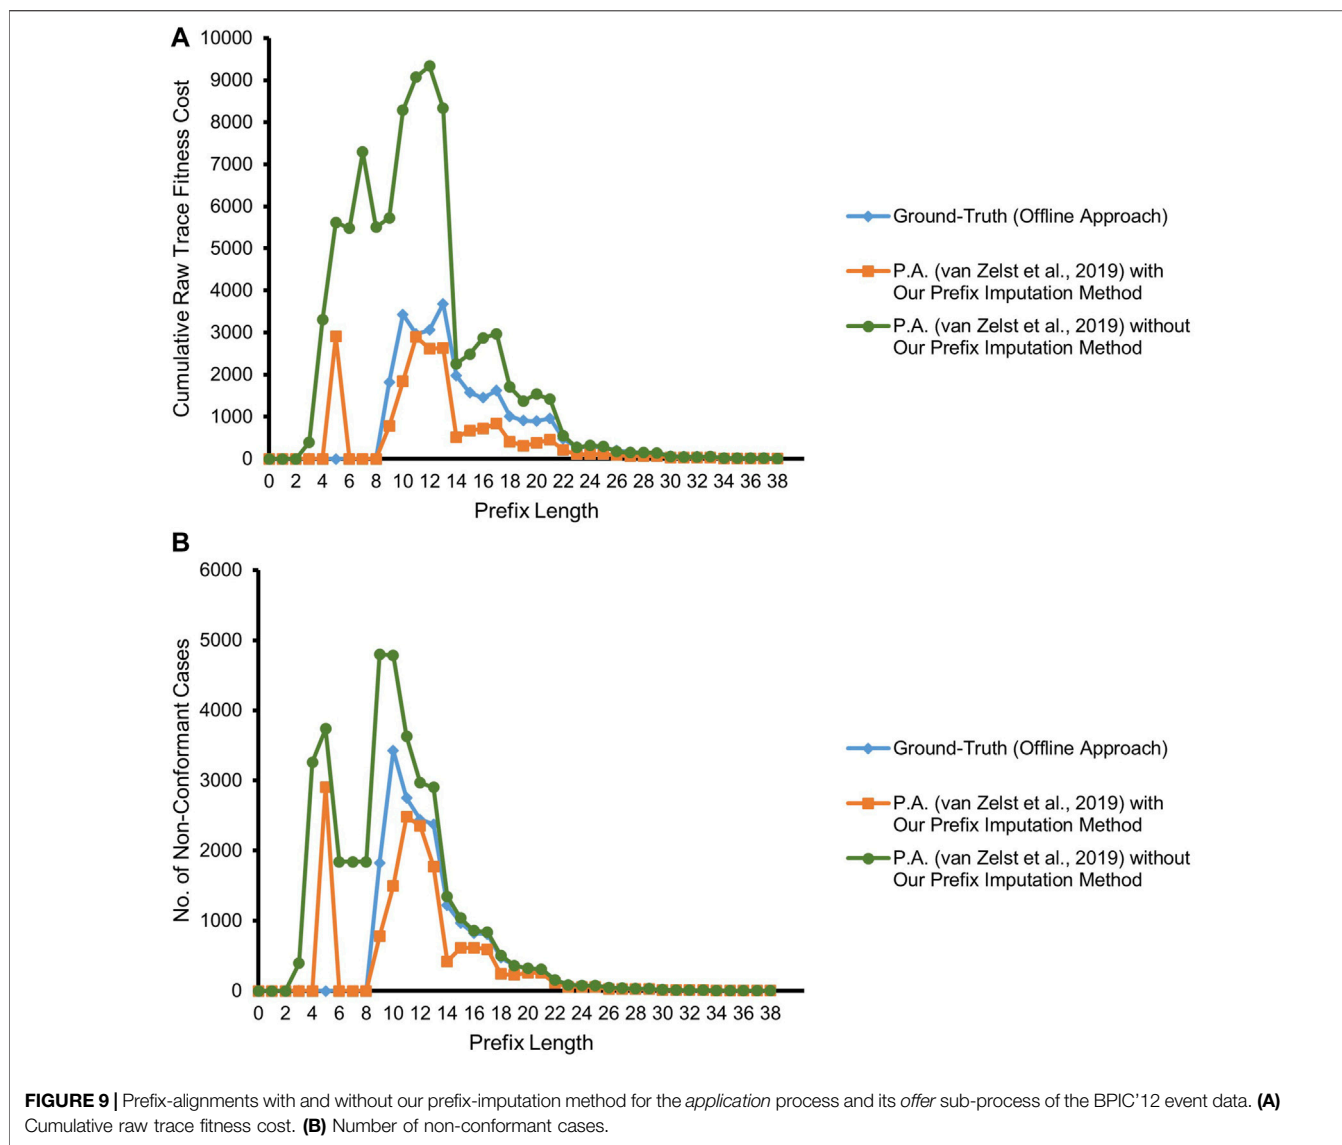 A
10000
9000
8000
7000
6000
5000
4000
3000
2000
1000
0
Cumulative Raw Trace Fitness Cost
0 2 4 6 8 10 12 14 16 18 20 22 24 26 28 30 32 34 36 38
Prefix Length
Ground-Truth (Offline Approach)
P.A. (van Zelst et al., 2019) with
Our Prefix Imputation Method
P.A. (van Zelst et al., 2019) without
Our Prefix Imputation Method
B
6000
5000
4000
3000
2000
1000
0
No. of Non-Conformant Cases
0 2 4 6 8 10 12 14 16 18 20 22 24 26 28 30 32 34 36 38
Prefix Length
Ground-Truth (Offline Approach)
P.A. (van Zelst et al., 2019) with
Our Prefix Imputation Method
P.A. (van Zelst et al., 2019) without
Our Prefix Imputation Method
FIGURE 9 | Prefix-alignments with and without our prefix-imputation method for the application process and its offer sub-process of the BPIC'12 event data. (A)
Cumulative raw trace fitness cost. (B) Number of non-conformant cases.